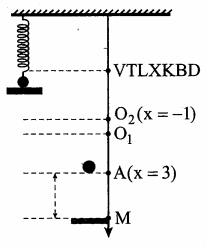 VTLXKBD
O₂(x = −1)
O₁
A(x = 3)
M